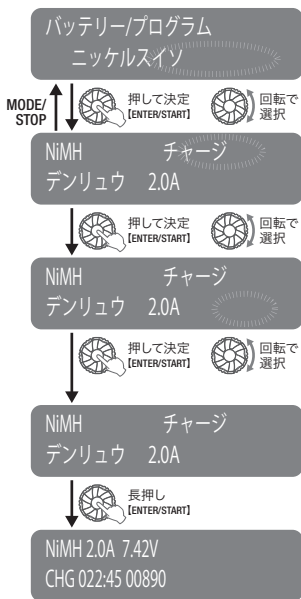 バッテリー/プログラム
ニッケルスイソ
MODE/
STOP
押して決定
【ENTER/START】
回転で
選択
NiMH チャージ
デンリュウ 2.0A
押して決定
【ENTER/START】
回転で
選択
NiMH チャージ
デンリュウ 2.0A
押して決定
【ENTER/START】
回転で
選択
NiMH チャージ
デンリュウ 2.0A
長押し
【ENTER/START】
NiMH 2.0A 7.42V
CHG 022:45 00890